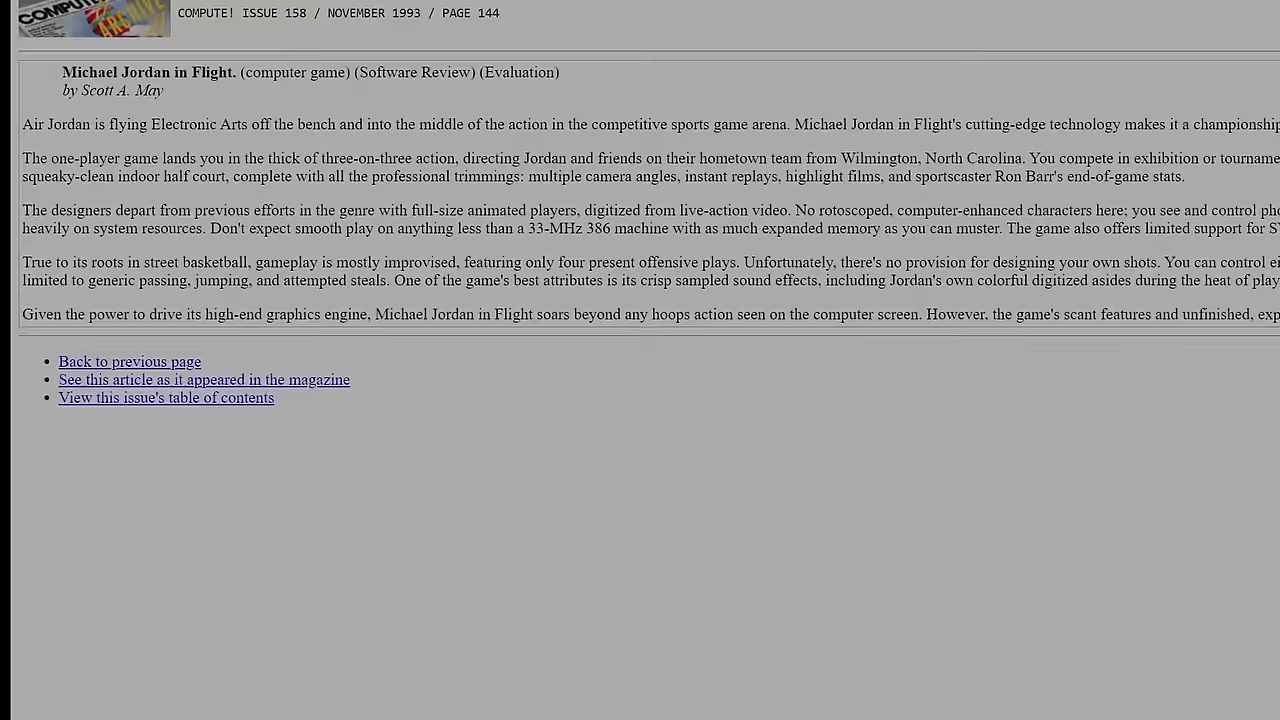 COMPUTE! ISSUE 158 / NOVEMBER 1993 / PAGE 144
Michael Jordan in Flight. (computer game) (Software Review) (Evaluation)
by Scott A. May
Air Jordan is flying Electronic Arts off the bench and into the middle of the action in the competitive sports game arena. Michael Jordan in Flight's cutting-edge technology makes it a championship
The one-player game lands you in the thick of three-on-three action, directing Jordan and friends on their hometown team from Wilmington, North Carolina. You compete in exhibition or
squeaky-clean indoor half court, complete with all the professional trimmings: multiple camera angles, instant replays, highlight films, and sportscaster Ron Barr's end-of-game stats.
The designers depart from previous efforts in the genre with full-size animated players, digitized from live-action video. No rotoscoped, computer-enhanced characters here; you see and control
heavily on system resources. Don't expect smooth play on anything less than a 33-MHz 386 machine with as much expanded memory as you can muster. The game also offers limited support for
True to its roots in street basketball, gameplay is mostly improvised, featuring only four present offensive plays. Unfortunately, there's no provision for designing your own shots. You can control
limited to generic passing, jumping, and attempted steals. One of the game's best attributes is its crisp sampled sound effects, including Jordan's own colorful digitized asides during the heat of
Given the power to drive its high-end graphics engine, Michael Jordan in Flight soars beyond any hoops action seen on the computer screen. However, the game's scant features and unfinished,
Back to previous page
See this article as it appeared in the magazine
View this issue's table of contents